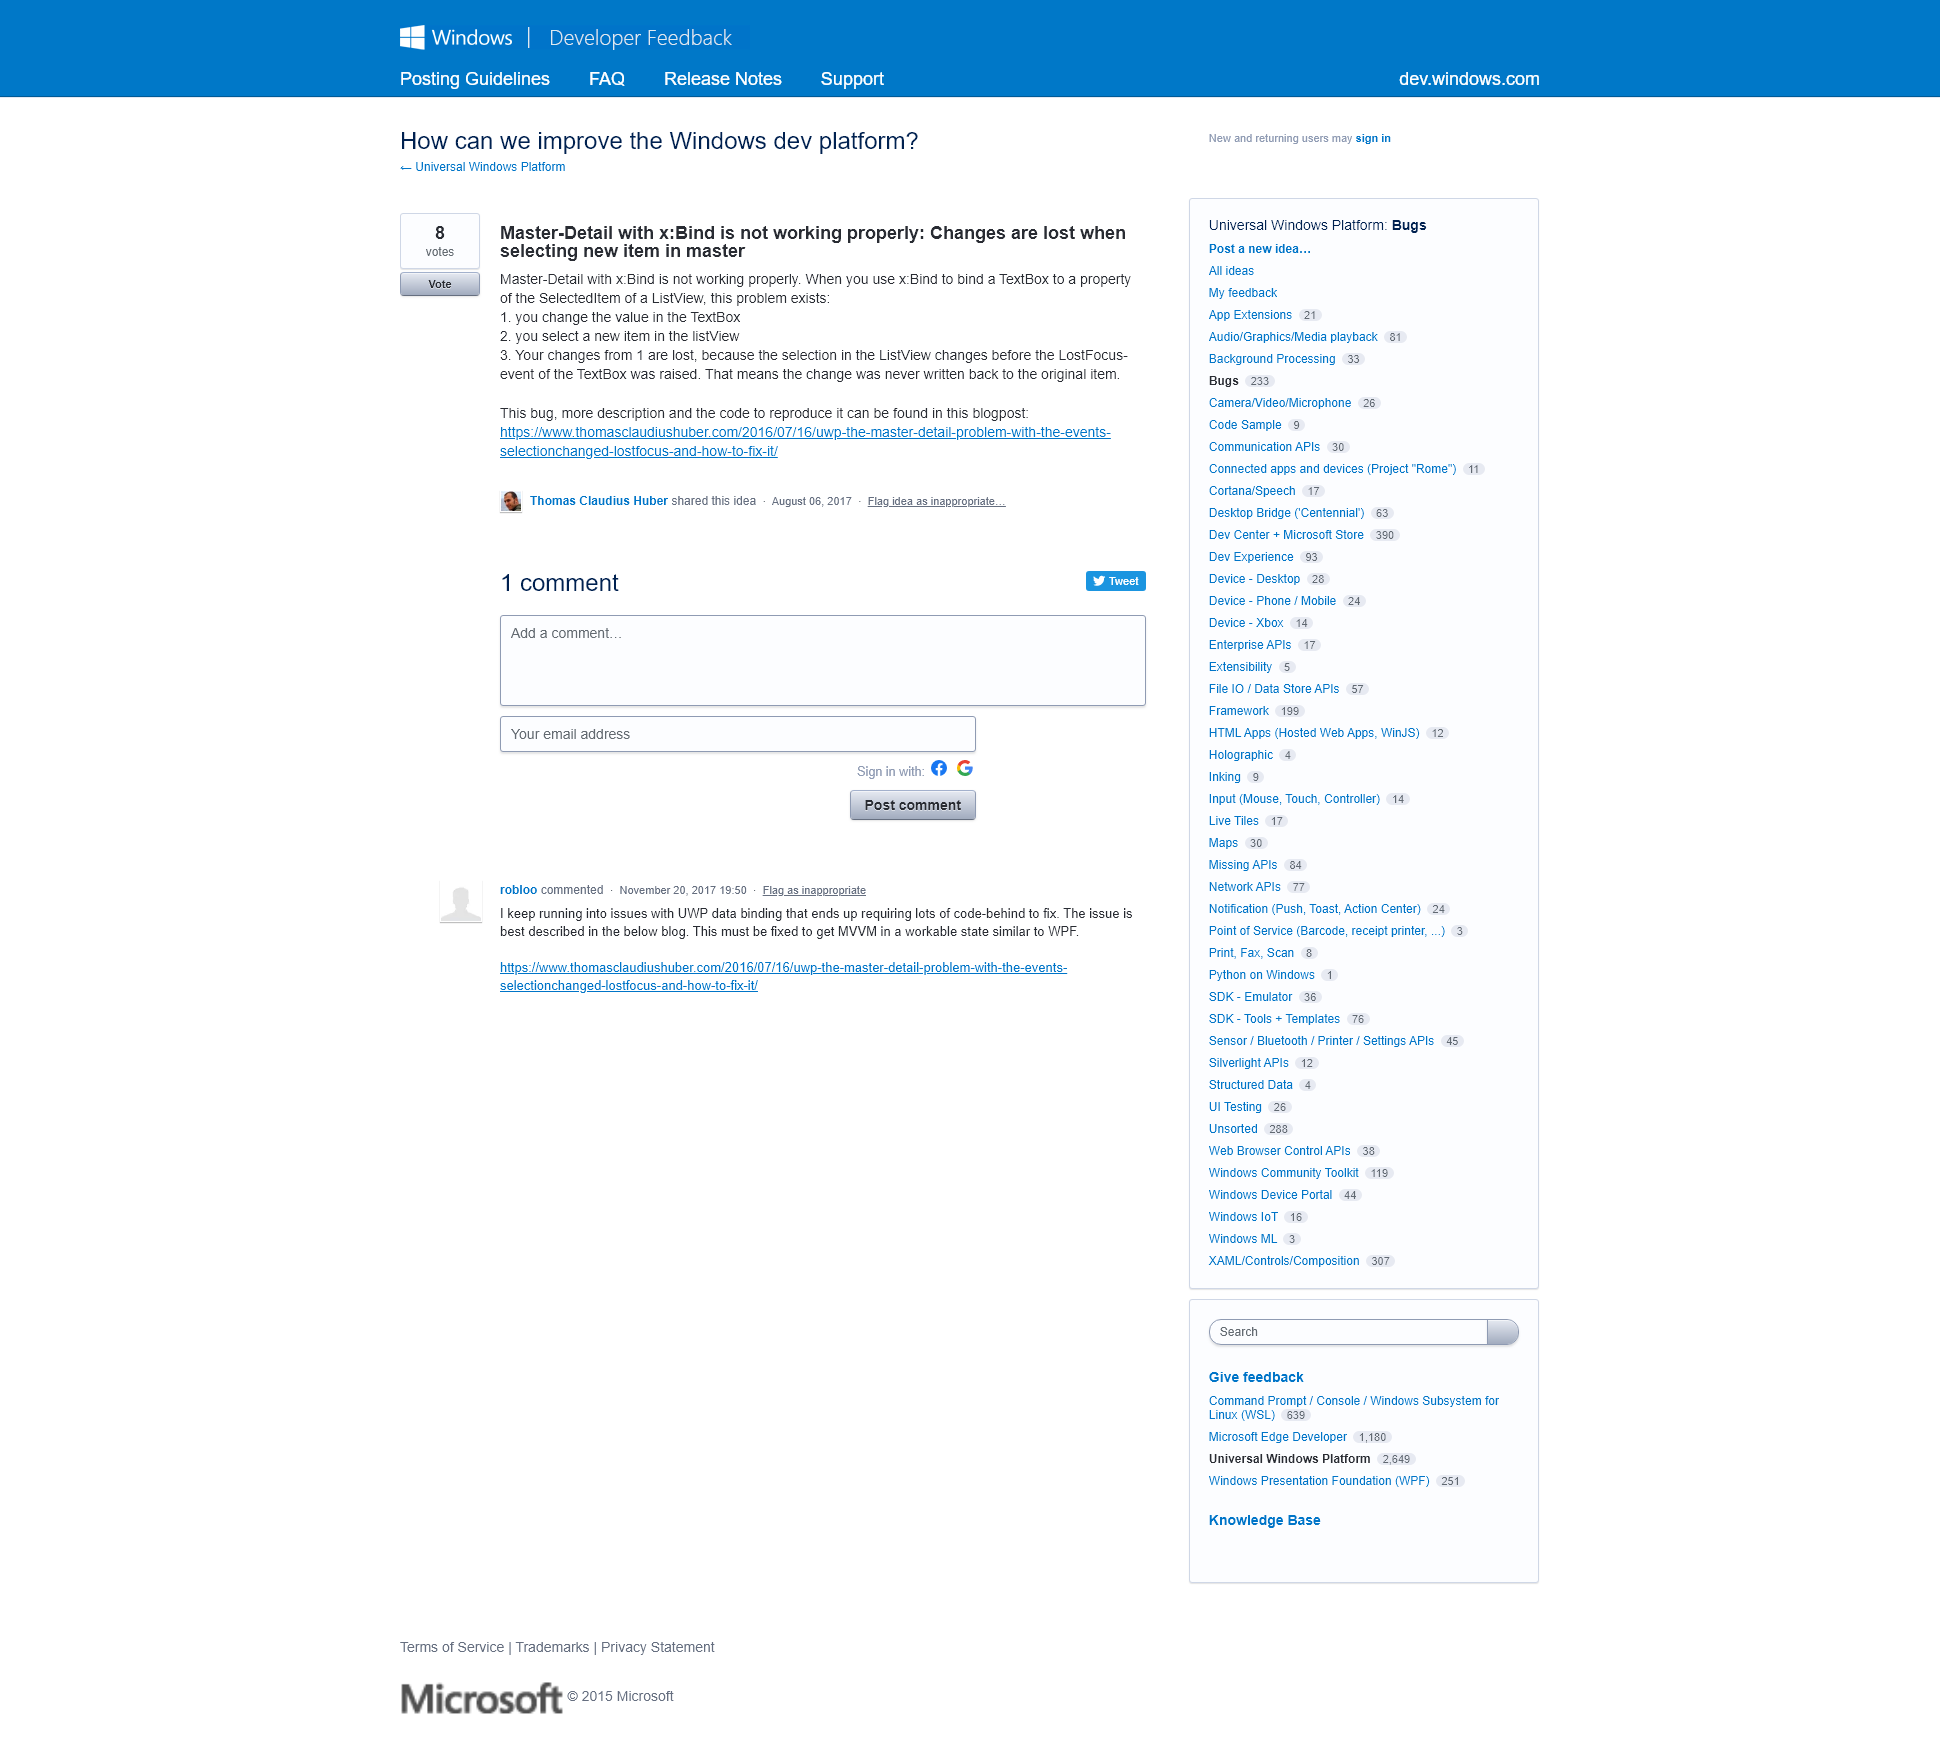 Windows | Developer Feedback
Posting Guidelines FAQ Release Notes Support dev.windows.com
How can we improve the Windows dev platform?
← Universal Windows Platform
New and returning users may sign in
8
votes
Vote
Master-Detail with x:Bind is not working properly: Changes are lost when
selecting new item in master
Master-Detail with x:Bind is not working properly. When you use x:Bind to bind a TextBox to a property
of the SelectedItem of a ListView, this problem exists:
1. you change the value in the TextBox
2. you select a new item in the listView
3. Your changes from 1 are lost, because the selection in the ListView changes before the LostFocus-
event of the TextBox was raised. That means the change was never written back to the original item.
This bug, more description and the code to reproduce it can be found in this blogpost:
https://www.thomasclaudiushuber.com/2016/07/16/uwp-the-master-detail-problem-with-the-events-
selectionchanged-lostfocus-and-how-to-fix-it/
Thomas Claudius Huber shared this idea · August 06, 2017 · Flag idea as inappropriate…
1 comment
Tweet
Add a comment…
Your email address
Sign in with:
Post comment
robloo commented · November 20, 2017 19:50 · Flag as inappropriate
I keep running into issues with UWP data binding that ends up requiring lots of code-behind to fix. The issue is
best described in the below blog. This must be fixed to get MVVM in a workable state similar to WPF.
https://www.thomasclaudiushuber.com/2016/07/16/uwp-the-master-detail-problem-with-the-events-
selectionchanged-lostfocus-and-how-to-fix-it/
Universal Windows Platform: Bugs
Post a new idea…
All ideas
My feedback
App Extensions 21
Audio/Graphics/Media playback 81
Background Processing 33
Bugs 233
Camera/Video/Microphone 26
Code Sample 9
Communication APIs 30
Connected apps and devices (Project "Rome") 11
Cortana/Speech 17
Desktop Bridge ('Centennial') 63
Dev Center + Microsoft Store 390
Dev Experience 93
Device - Desktop 28
Device - Phone / Mobile 24
Device - Xbox 14
Enterprise APIs 17
Extensibility 5
File IO / Data Store APIs 57
Framework 199
HTML Apps (Hosted Web Apps, WinJS) 12
Holographic 4
Inking 9
Input (Mouse, Touch, Controller) 14
Live Tiles 17
Maps 30
Missing APIs 84
Network APIs 77
Notification (Push, Toast, Action Center) 24
Point of Service (Barcode, receipt printer, ...) 3
Print, Fax, Scan 8
Python on Windows 1
SDK - Emulator 36
SDK - Tools + Templates 76
Sensor / Bluetooth / Printer / Settings APIs 45
Silverlight APIs 12
Structured Data 4
UI Testing 26
Unsorted 288
Web Browser Control APIs 38
Windows Community Toolkit 119
Windows Device Portal 44
Windows IoT 16
Windows ML 3
XAML/Controls/Composition 307
Search
Give feedback
Command Prompt / Console / Windows Subsystem for
Linux (WSL) 639
Microsoft Edge Developer 1,180
Universal Windows Platform 2,649
Windows Presentation Foundation (WPF) 251
Knowledge Base
Terms of Service | Trademarks | Privacy Statement
Microsoft © 2015 Microsoft